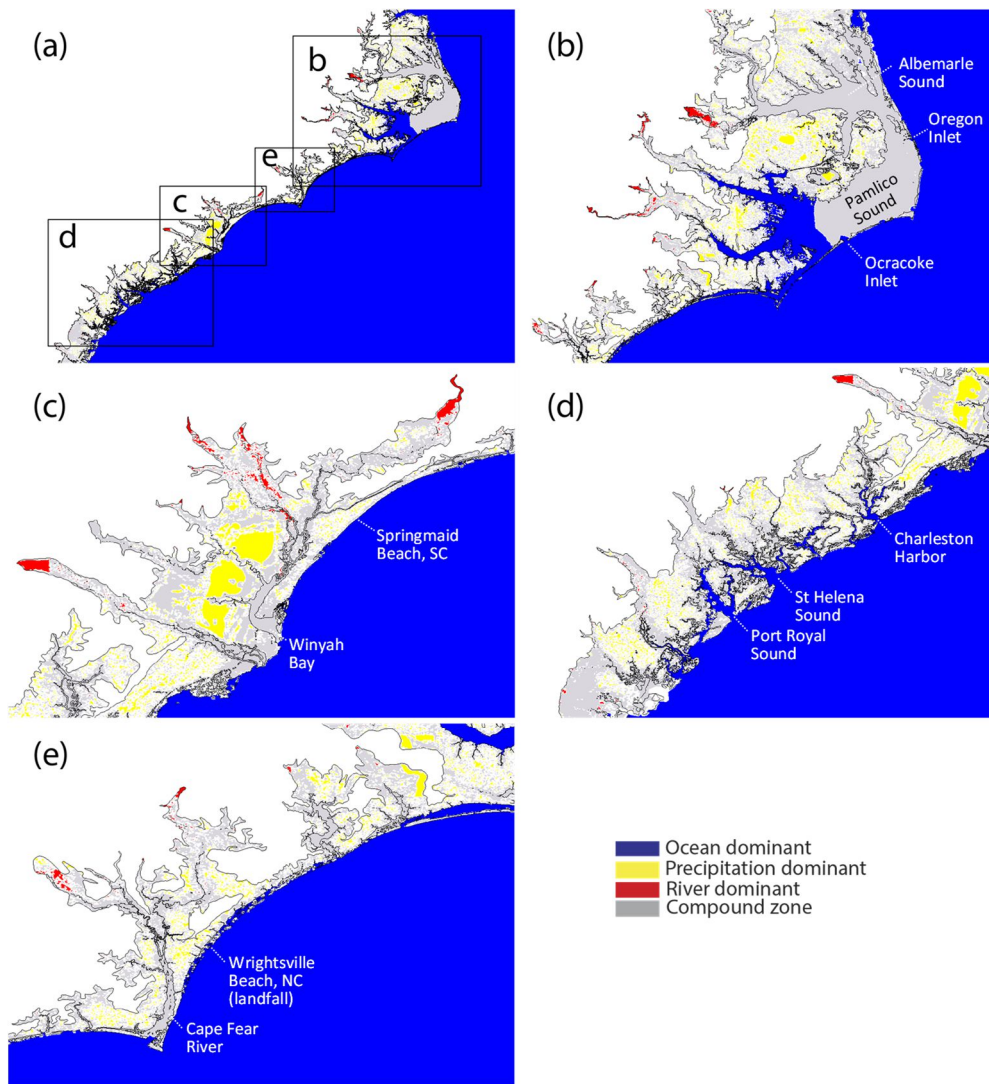 (a)
b
e
c
d
(b)
Albemarle
Sound
Oregon
Inlet
Pamlico
Sound
Ocracoke
Inlet
(c)
Springmaid
Beach, SC
Winyah
Bay
(d)
Charleston
Harbor
St Helena
Sound
Port Royal
Sound
(e)
Wrightsville
Beach, NC
(landfall)
Cape Fear
River
Ocean dominant
Precipitation dominant
River dominant
Compound zone